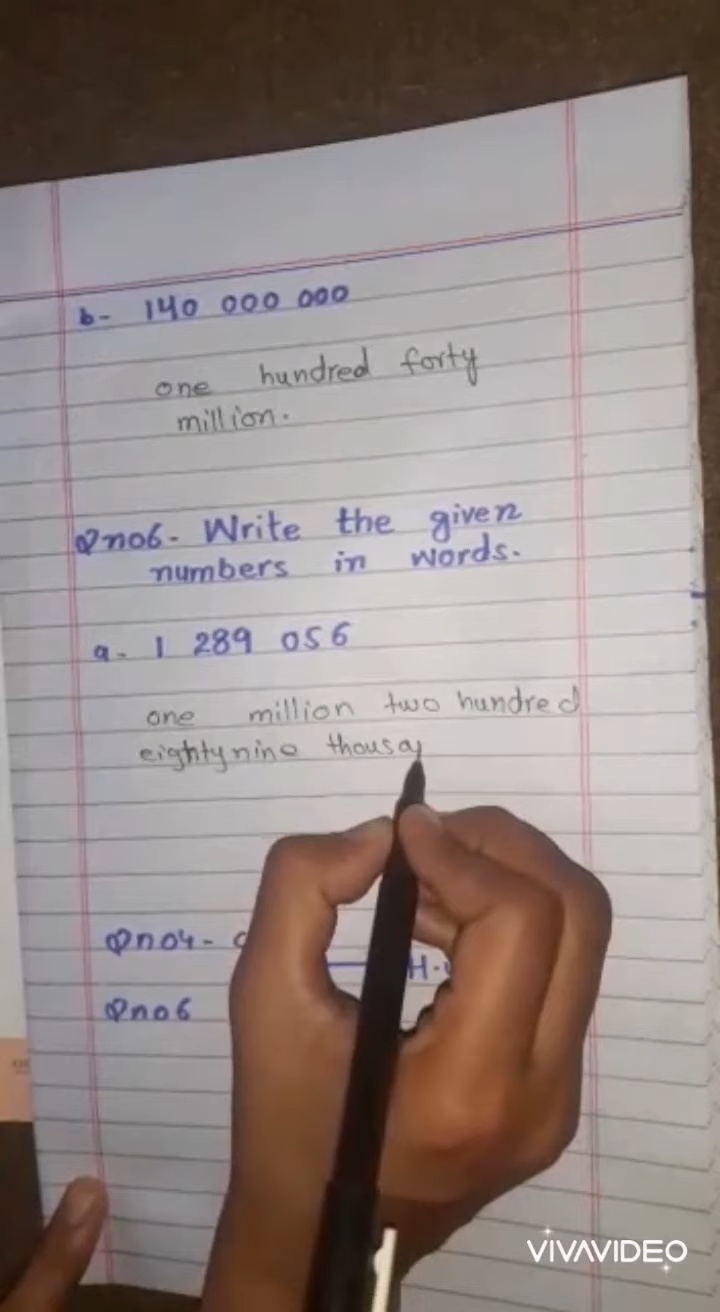 b- 140 000 000
one hundred forty
million.
Qno6- Write the given
numbers in words.
a- 1 289 056
one million two hundred
eightynine thousa
Qno4-
H.
Qno6
VIVAVIDEO